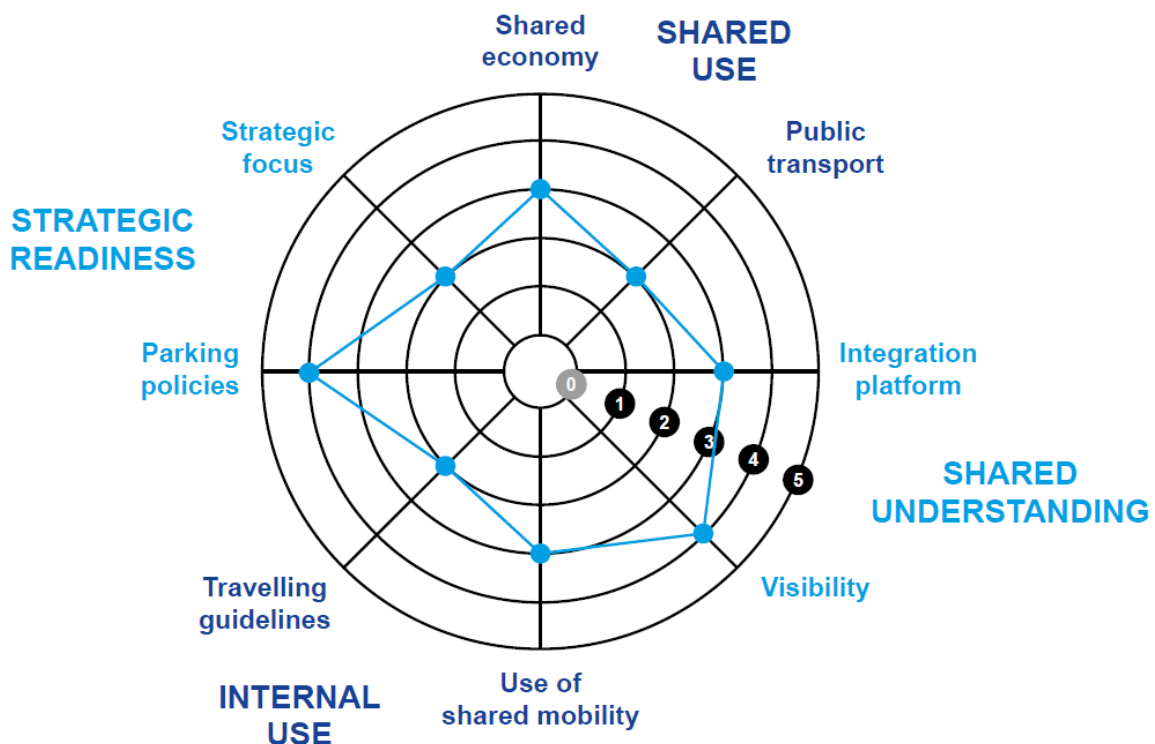 Shared
economy
SHARED
USE
Strategic
focus
Public
transport
STRATEGIC
READINESS
Parking
policies
Integration
platform
0
1
2
3
4
5
SHARED
UNDERSTANDING
Travelling
guidelines
Visibility
INTERNAL
USE
Use of
shared mobility